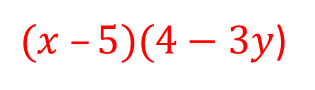 (x – 5)(4 − 3y)